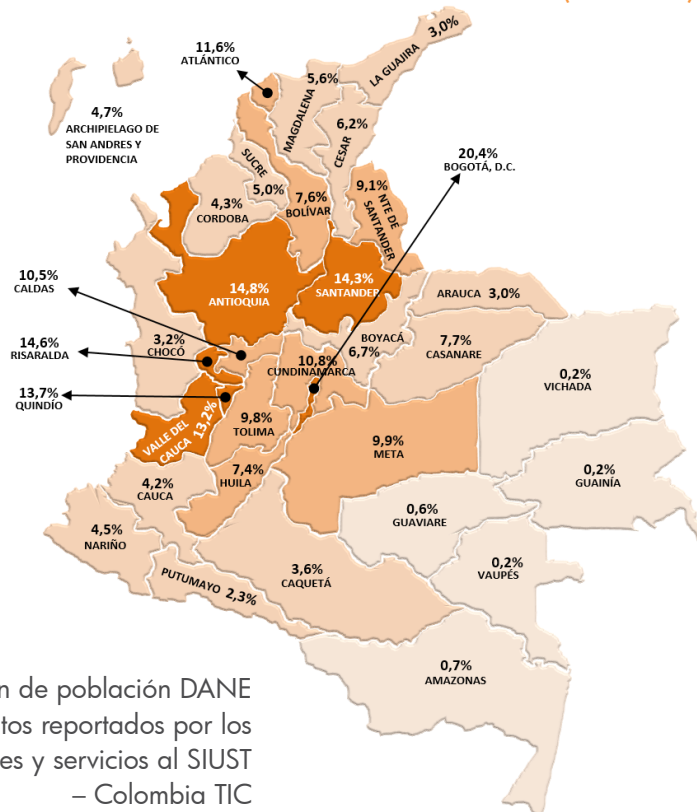 3,0%
LA GUAJIRA
11,6%
ATLÁNTICO
5,6%
MAGDALENA
4,7%
ARCHIPIELAGO DE
SAN ANDRES Y
PROVIDENCIA
6,2%
CESAR
20,4%
BOGOTÁ, D.C.
SUCRE
5,0%
4,3%
CORDOBA
7,6%
BOLÍVAR
9,1%
NTE DE
SANTANDER
10,5%
CALDAS
14,8%
ANTIOQUIA
14,3%
SANTANDER
ARAUCA 3,0%
14,6%
RISARALDA
3,2%
CHOCÓ
BOYACÁ
6,7%
7,7%
CASANARE
10,8%
CUNDINAMARCA
0,2%
VICHADA
13,7%
QUINDÍO
VALLE DEL
CAUCA 13,2%
9,8%
TOLIMA
9,9%
META
7,4%
HUILA
4,2%
CAUCA
0,2%
GUAINÍA
0,6%
GUAVIARE
4,5%
NARIÑO
3,6%
CAQUETÁ
0,2%
VAUPÉS
PUTUMAYO 2,3%
0,7%
AMAZONAS
n de población DANE
tos reportados por los
es y servicios al SIUST
– Colombia TIC